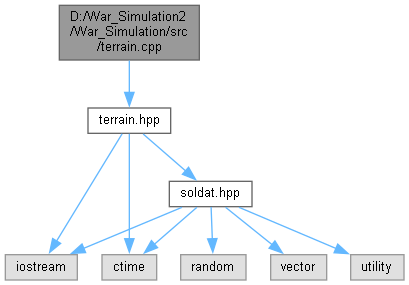 D:/War_Simulation2
/War_Simulation/src
/terrain.cpp
terrain.hpp
soldat.hpp
iostream
ctime
random
vector
utility